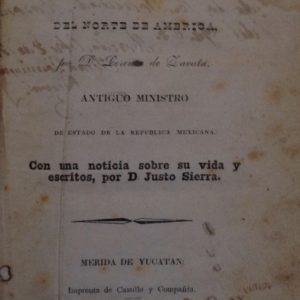 DEL NORTE DE AMERICA,
por D. Lorenzo de Zavala,
ANTIGUO MINISTRO
DE ESTADO DE LA REPUBLICA MEXICANA.
Con una noticia sobre su vida y
escritos, por D Justo Sierra.
MERIDA DE YUCATAN:
Imprenta de Castillo y Compañía.